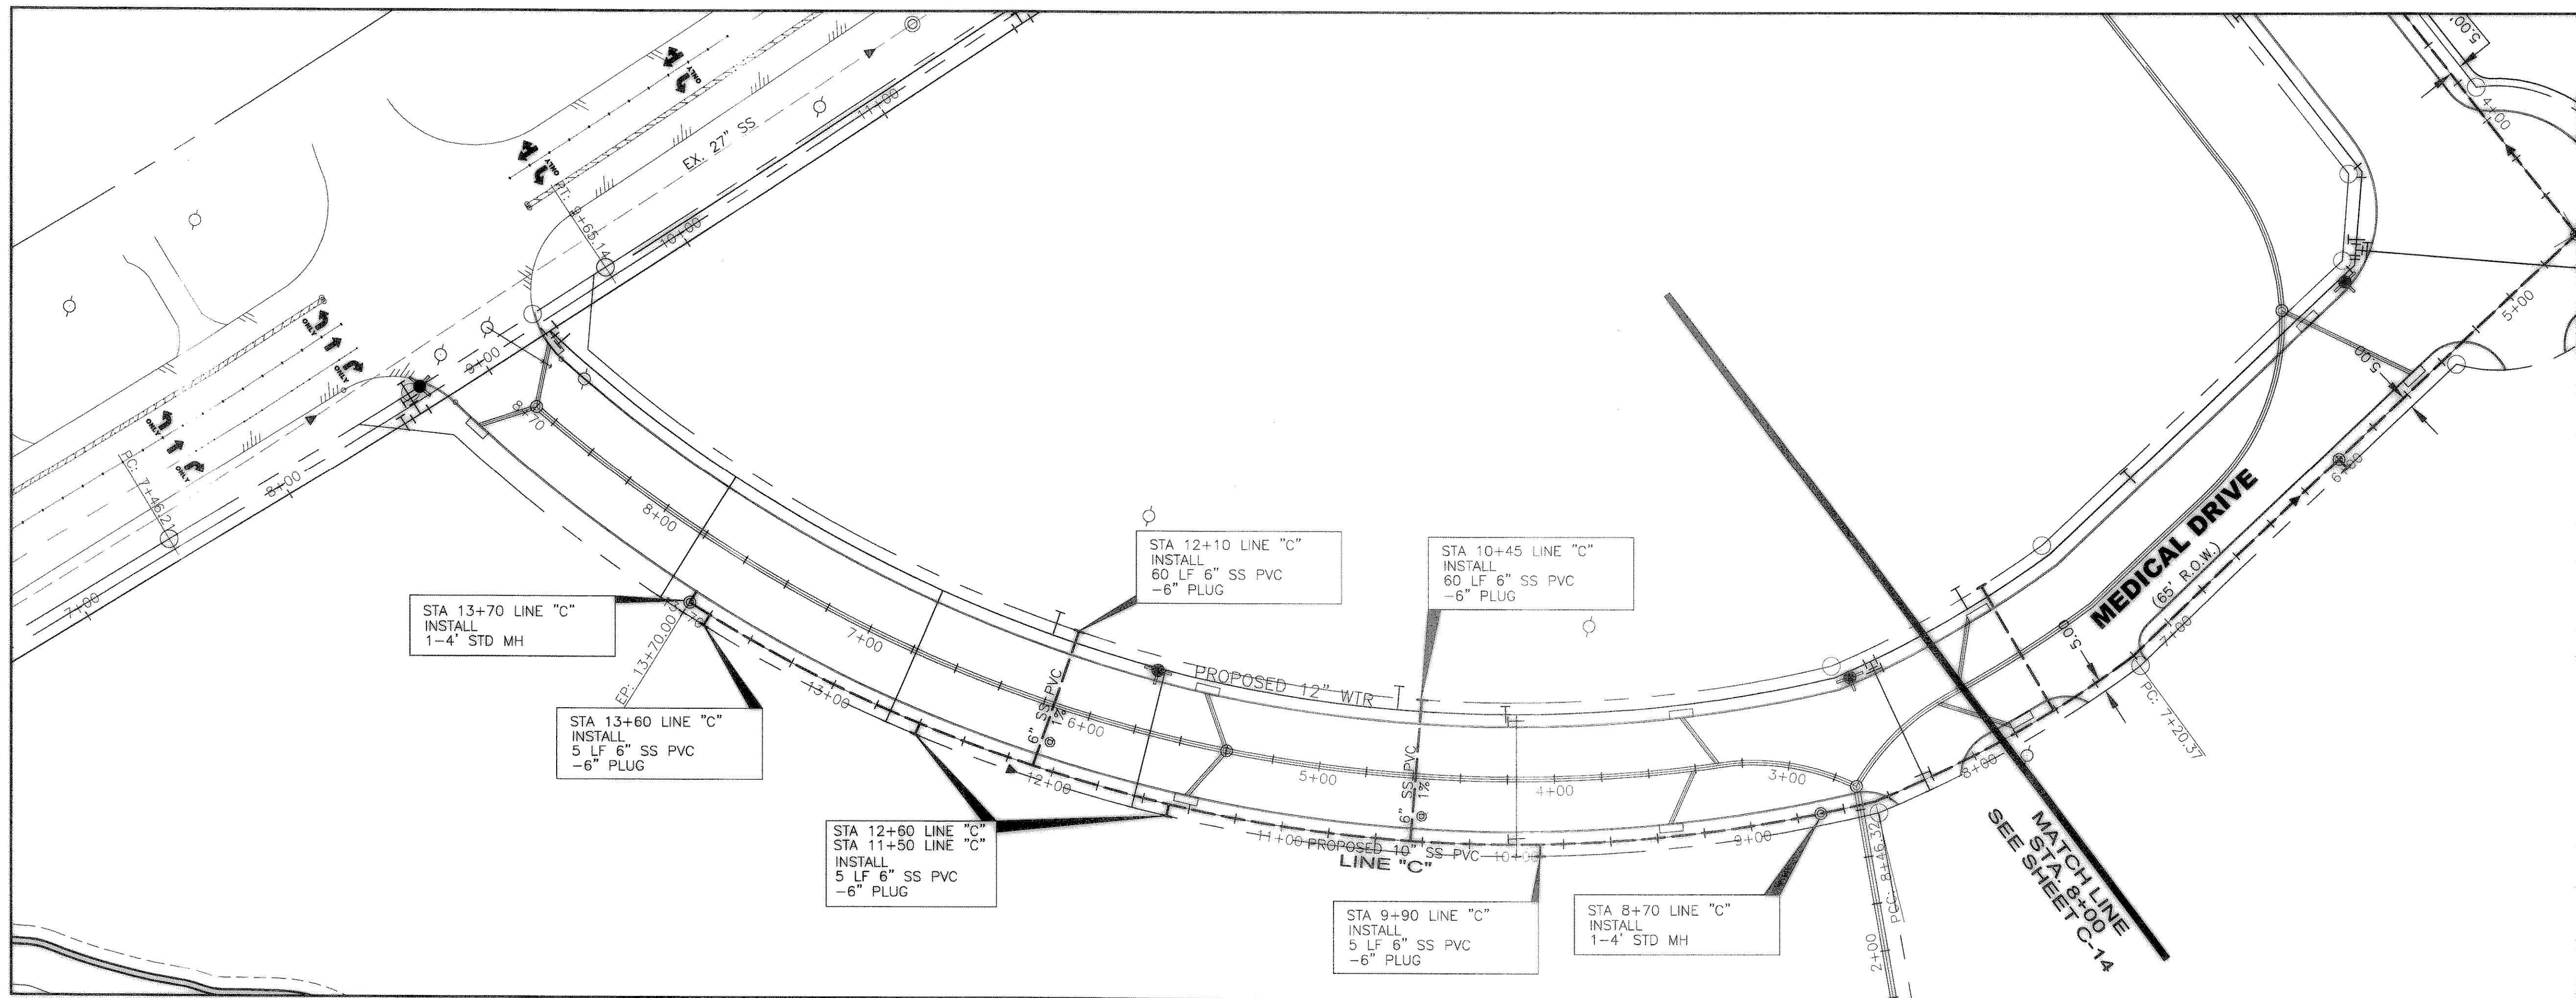 ONLY
ONLY
EX. 27" SS
11+00
10+00
PT: 9+65.14
9+00
ONLY
ONLY
ONLY
ONLY
8+00
PC: 7+46.21
7+00
8+70
8+00
7+00
6+00
5+00
4+00
3+00
2+00
5.00'
4+00
5+00
5.00
6+00
MEDICAL DRIVE
(65' R.O.W.)
7+00
5.0
PC: 7+20.37
8+00
MATCH LINE
STA. 8+00
SEE SHEET C-14
PCC: 8+46.32
STA 12+10 LINE "C"
INSTALL
60 LF 6" SS PVC
-6" PLUG
STA 10+45 LINE "C"
INSTALL
60 LF 6" SS PVC
-6" PLUG
STA 13+70 LINE "C"
INSTALL
1-4' STD MH
EP: 13+70.00
STA 13+60 LINE "C"
INSTALL
5 LF 6" SS PVC
-6" PLUG
13+00
12+00
6" SS PVC
@ 1%
PROPOSED 12" WTR
6" SS PVC
@ 1%
STA 12+60 LINE "C"
STA 11+50 LINE "C"
INSTALL
5 LF 6" SS PVC
-6" PLUG
11+00
PROPOSED 10" SS PVC
10+00
LINE "C"
9+00
STA 9+90 LINE "C"
INSTALL
5 LF 6" SS PVC
-6" PLUG
STA 8+70 LINE "C"
INSTALL
1-4' STD MH